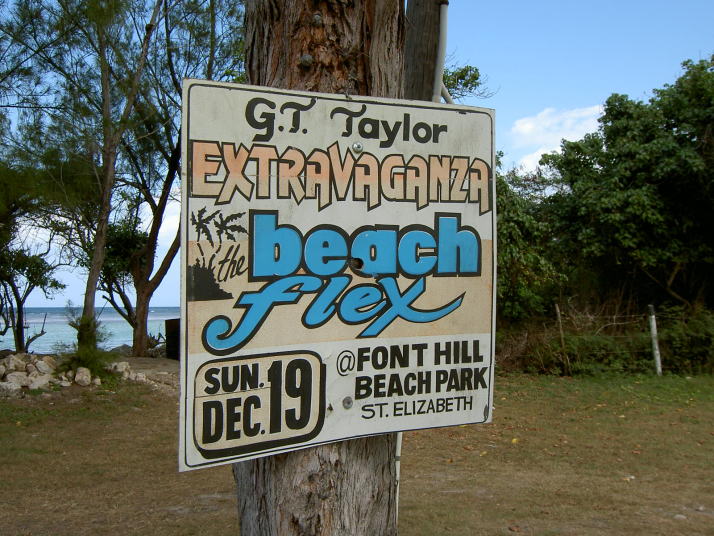 G.T. Taylor
EXTRAVAGANZA
the beach
flex
SUN. DEC. 19
@ FONT HILL
BEACH PARK
ST. ELIZABETH